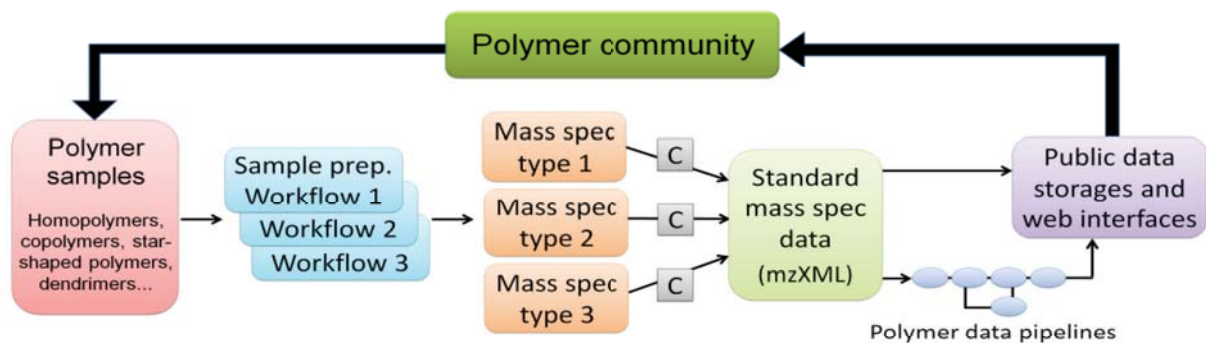 Polymer community
Polymer
samples
Homopolymers,
copolymers, star-
shaped polymers,
dendrimers...
Sample prep.
Workflow 1
Workflow 2
Workflow 3
Mass spec
type 1
Mass spec
type 2
Mass spec
type 3
C
C
C
Standard
mass spec
data
(mzXML)
Public data
storages and
web interfaces
Polymer data pipelines